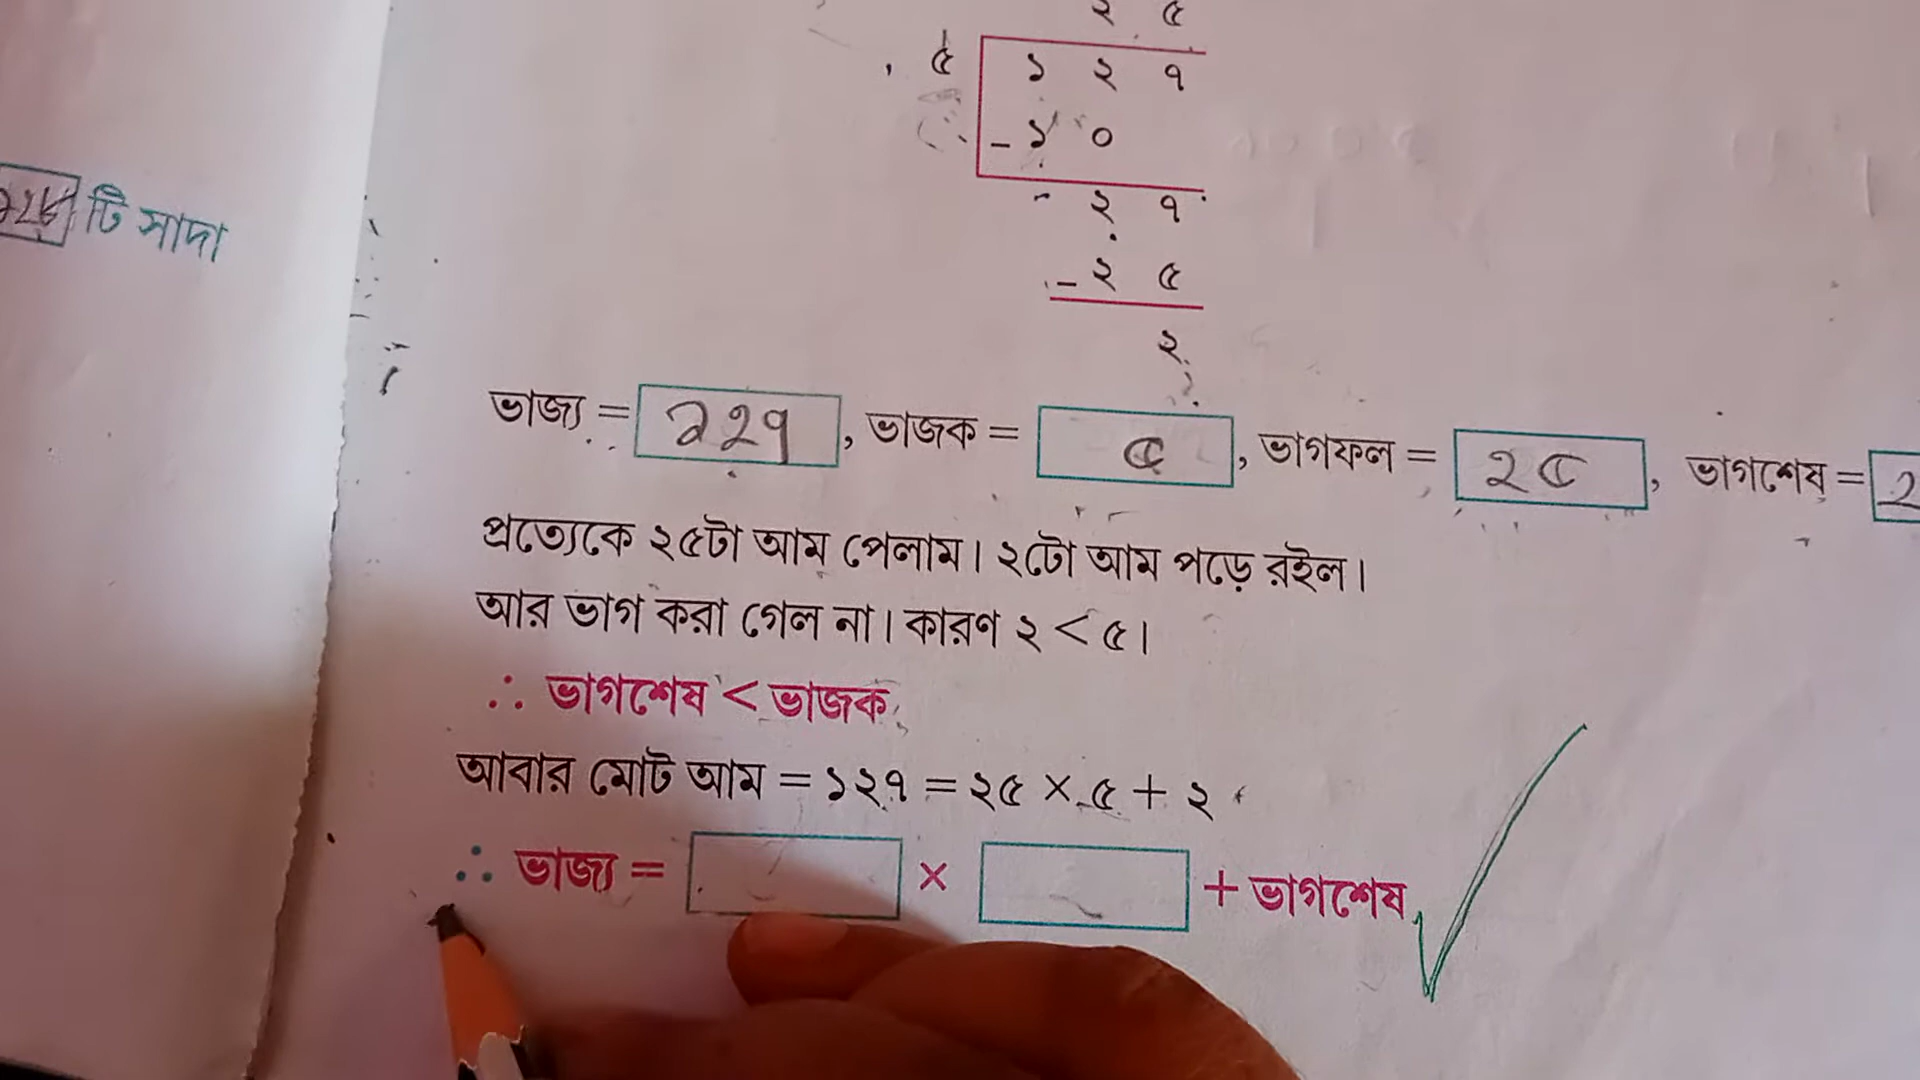 ২ ৫
৫ ১ ২ ৭
- ১ ০
২ ৭
- ২ ৫
২
টি সাদা
ভাজ্য = ১২৭, ভাজক = ৫, ভাগফল = ২৫, ভাগশেষ = ২
প্রত্যেকে ২৫টা আম পেলাম। ২টো আম পড়ে রইল।
আর ভাগ করা গেল না। কারণ ২ < ৫।
∴ ভাগশেষ < ভাজক
আবার মোট আম = ১২৭ = ২৫ × ৫ + ২
∴ ভাজ্য = × + ভাগশেষ